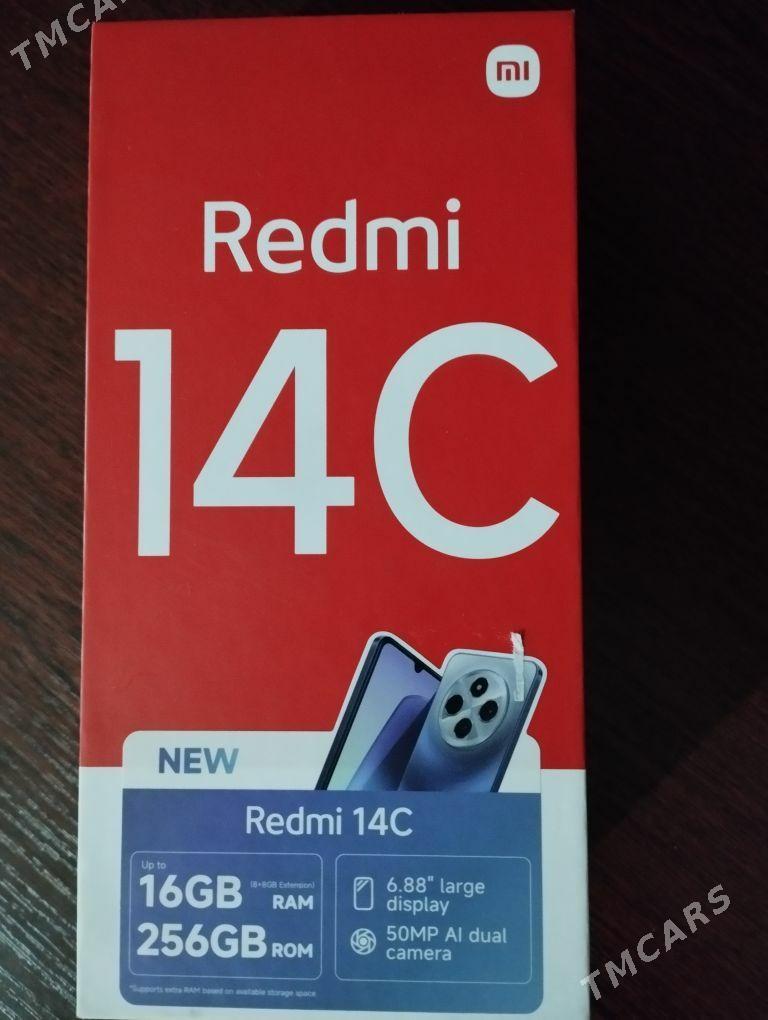 TMCARS
mi
Redmi
14C
NEW
Redmi 14C
Up to
16GB (8+8GB Extension) RAM
256GB ROM
6.88" large
display
50MP AI dual
camera
*Supports extra RAM based on available storage space
TMCARS